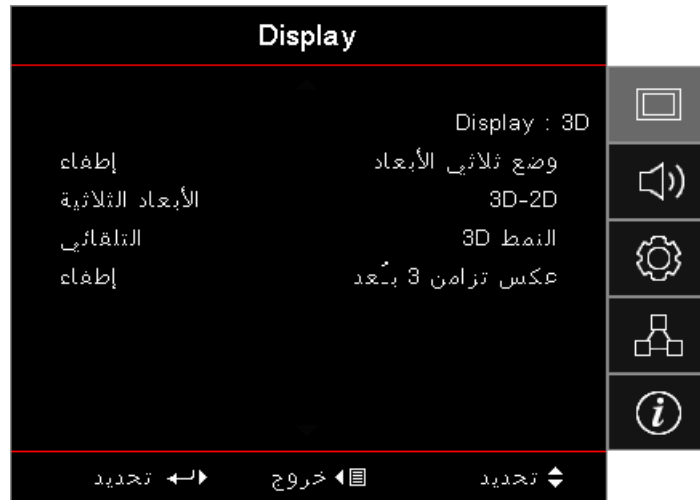 Display
Display : 3D
وضع ثلاثي الأبعاد إطفاء
3D-2D الأبعاد الثلاثية
النمط 3D التلقائي
عكس تزامن 3 بـُعد إطفاء
تحديد خروج تحديد